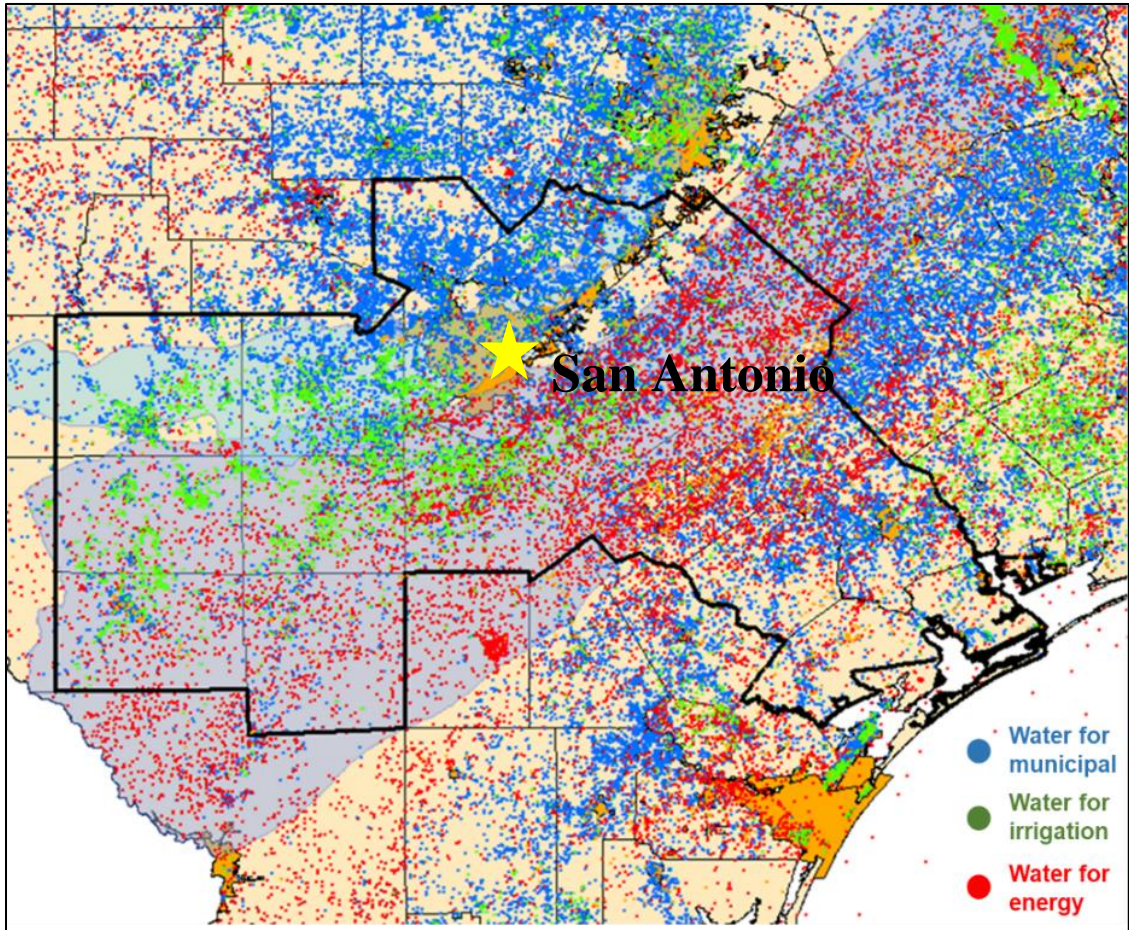 San Antonio
Water for
municipal
Water for
irrigation
Water for
energy